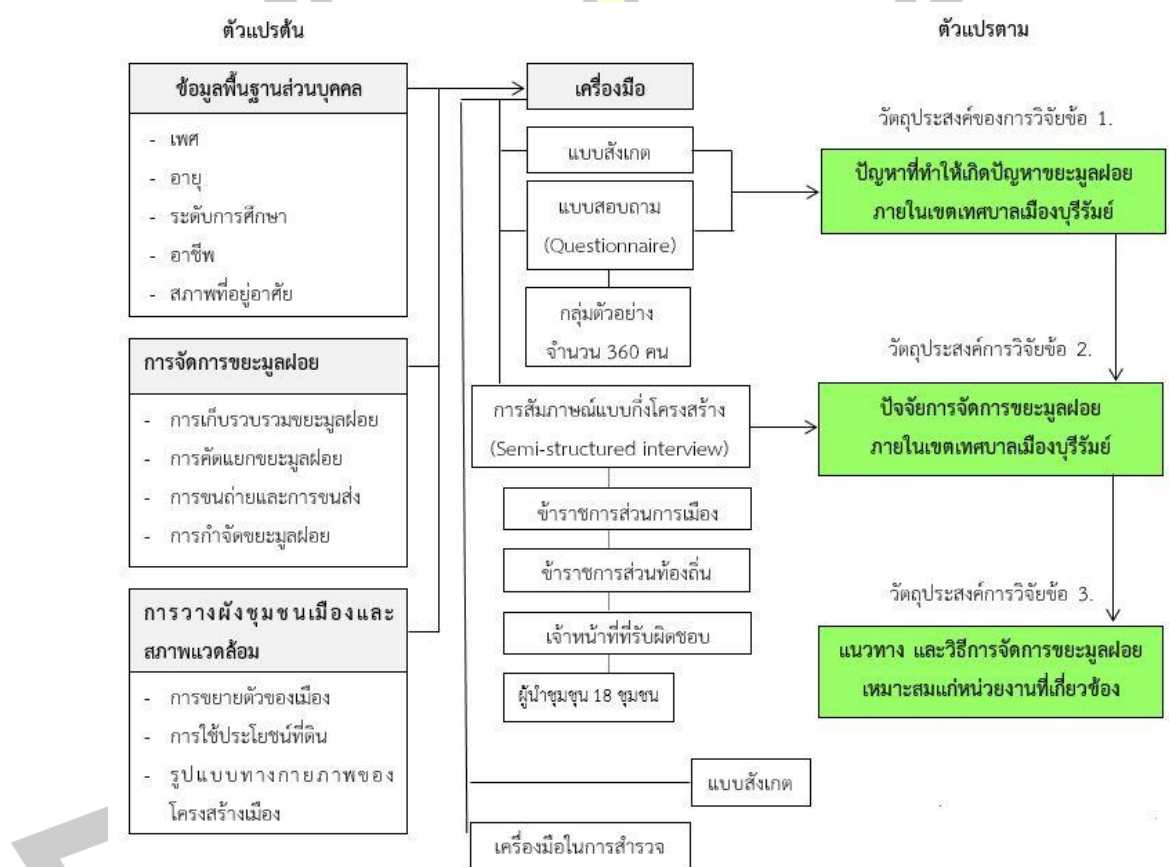 ตัวแปรต้น
ตัวแปรตาม
ข้อมูลพื้นฐานส่วนบุคคล
- เพศ
- อายุ
- ระดับการศึกษา
- อาชีพ
- สภาพที่อยู่อาศัย
การจัดการขยะมูลฝอย
- การเก็บรวบรวมขยะมูลฝอย
- การคัดแยกขยะมูลฝอย
- การขนถ่ายและการขนส่ง
- การกำจัดขยะมูลฝอย
การวางผังชุมชนเมืองและ
สภาพแวดล้อม
- การขยายตัวของเมือง
- การใช้ประโยชน์ที่ดิน
- รูปแบบทางกายภาพของ
โครงสร้างเมือง
เครื่องมือ
แบบสังเกต
แบบสอบถาม
(Questionnaire)
กลุ่มตัวอย่าง
จำนวน 360 คน
การสัมภาษณ์แบบกึ่งโครงสร้าง
(Semi-structured interview)
ข้าราชการส่วนการเมือง
ข้าราชการส่วนท้องถิ่น
เจ้าหน้าที่ที่รับผิดชอบ
ผู้นำชุมชน 18 ชุมชน
แบบสังเกต
เครื่องมือในการสำรวจ
วัตถุประสงค์ของการวิจัยข้อ 1.
ปัญหาที่ทำให้เกิดปัญหาขยะมูลฝอย
ภายในเขตเทศบาลเมืองบุรีรัมย์
วัตถุประสงค์การวิจัยข้อ 2.
ปัจจัยการจัดการขยะมูลฝอย
ภายในเขตเทศบาลเมืองบุรีรัมย์
วัตถุประสงค์การวิจัยข้อ 3.
แนวทาง และวิธีการจัดการขยะมูลฝอย
เหมาะสมแก่หน่วยงานที่เกี่ยวข้อง